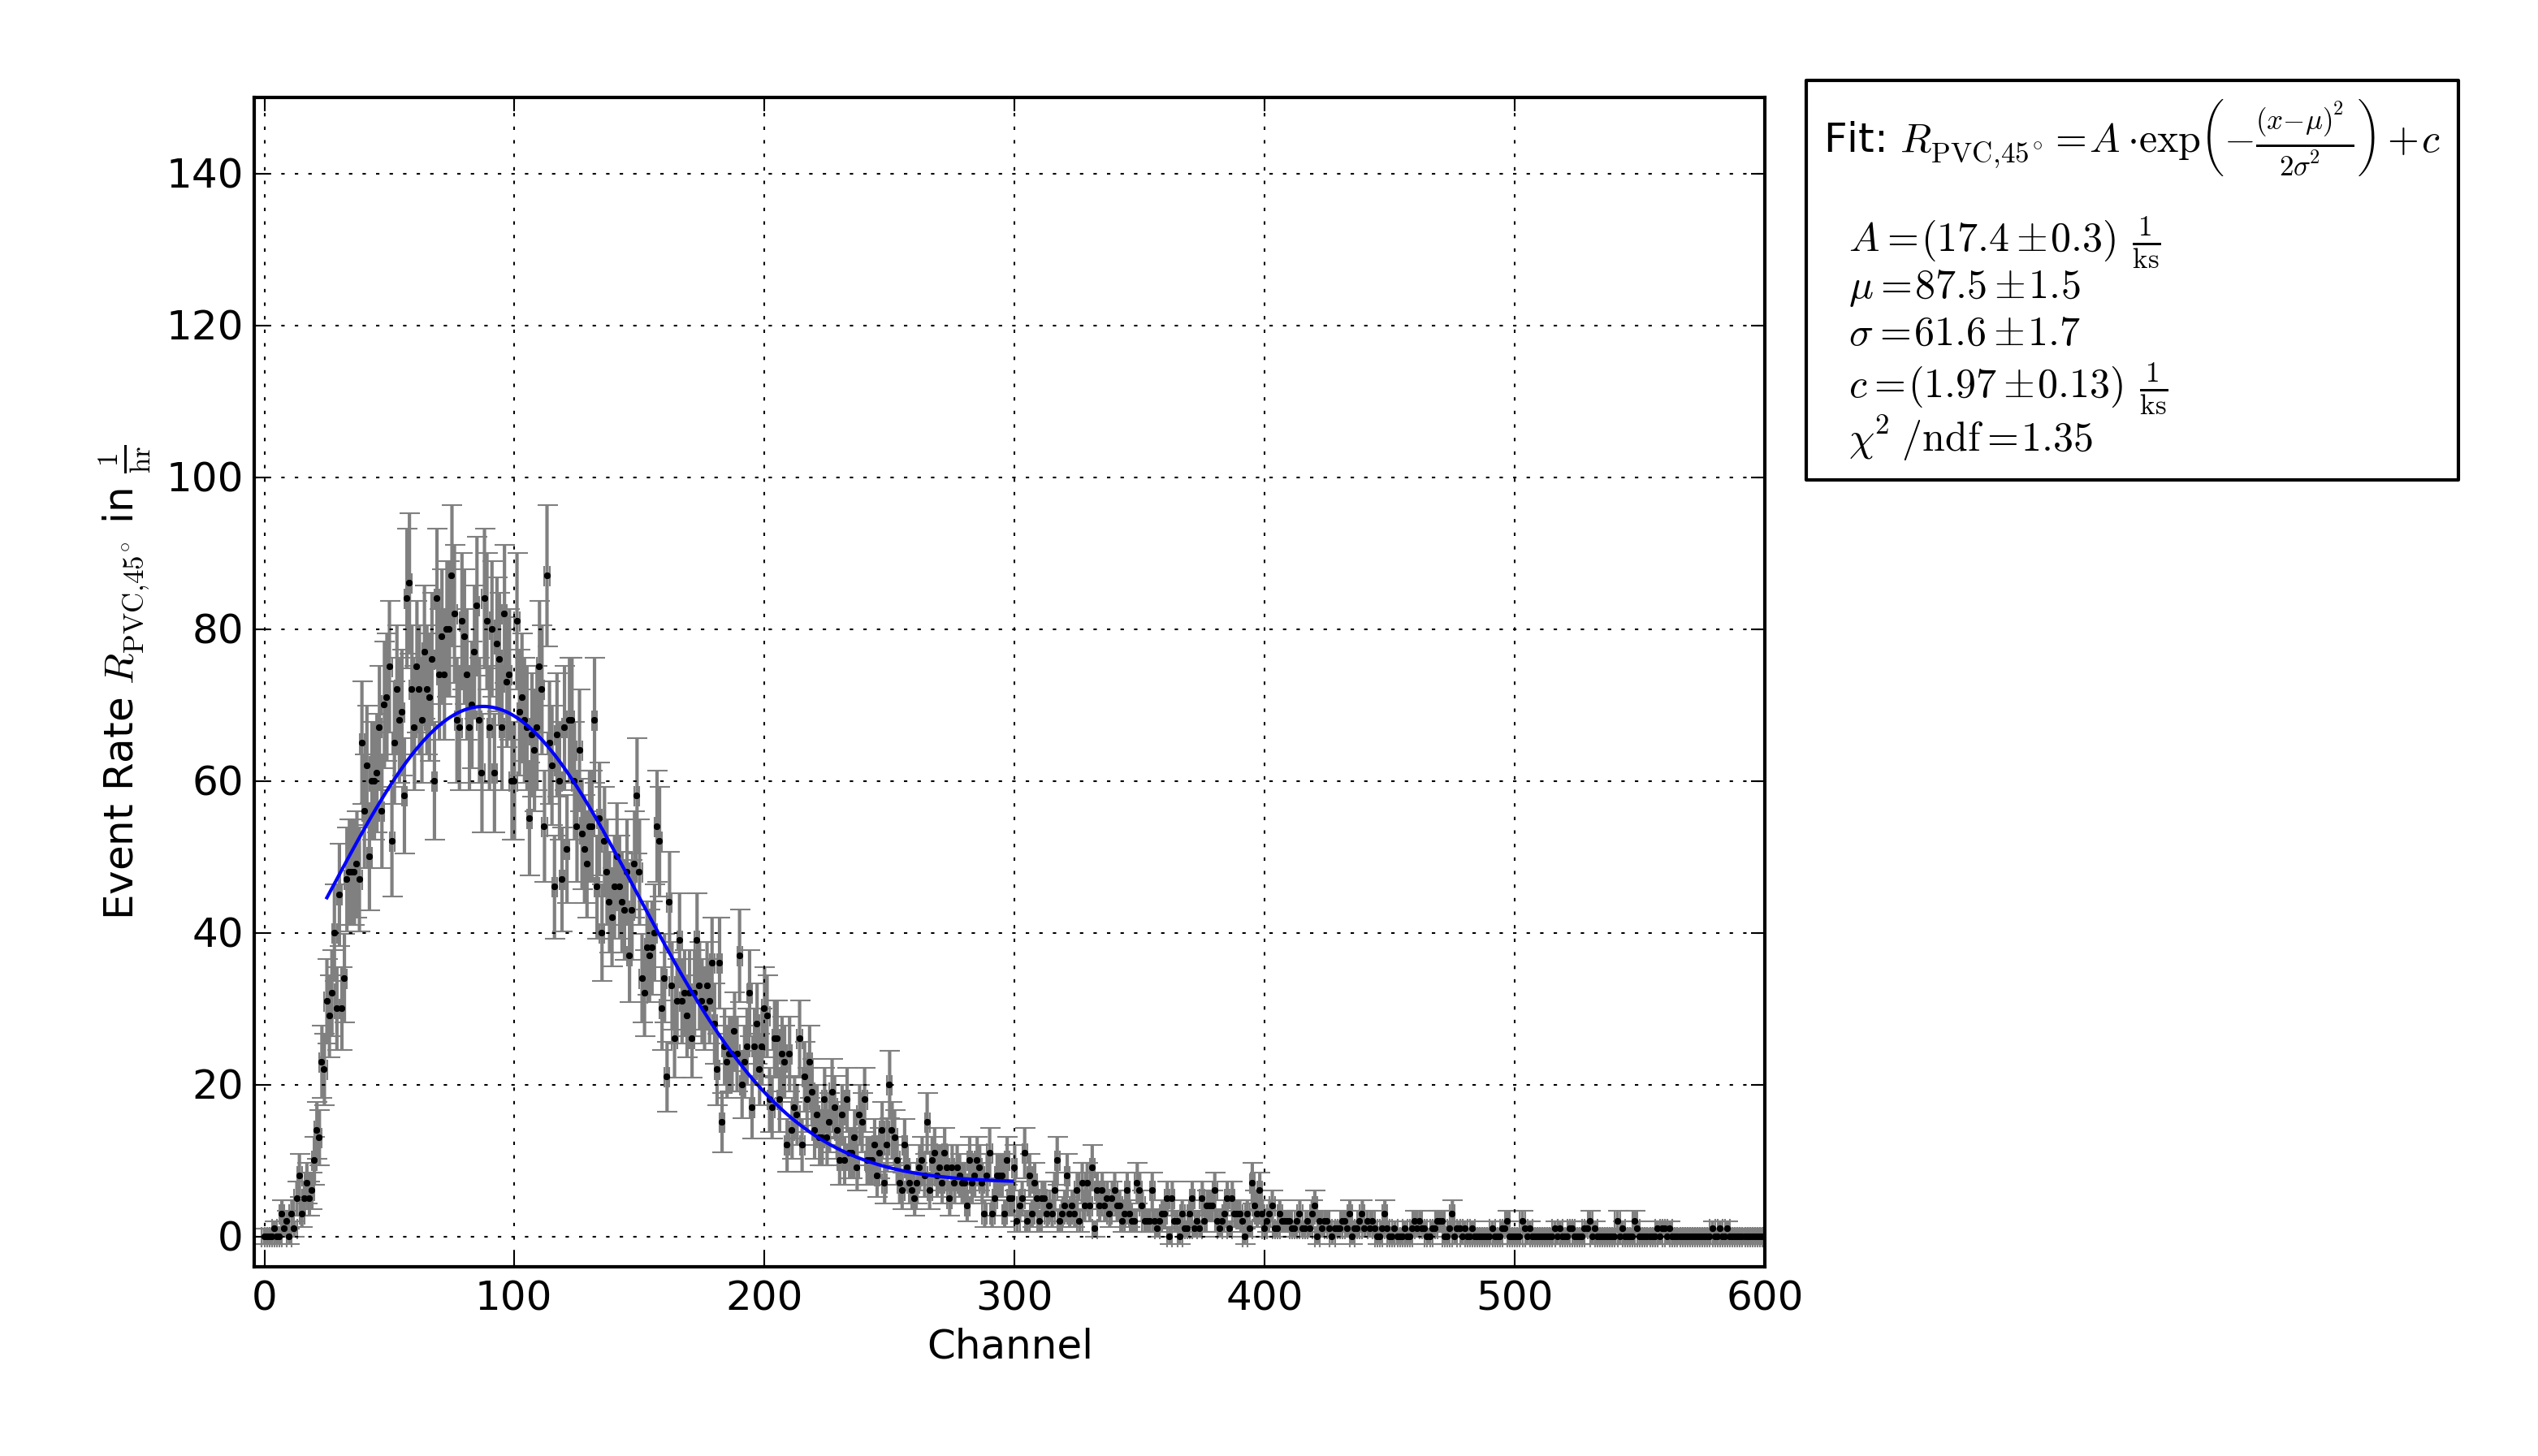 Event Rate R_PVC,45° in 1/hr
140
120
100
80
60
40
20
0
0 100 200 300 400 500 600
Channel
Fit: R_PVC,45° = A · exp(−(x−μ)²/2σ²) + c
A = (17.4 ± 0.3) 1/ks
μ = 87.5 ± 1.5
σ = 61.6 ± 1.7
c = (1.97 ± 0.13) 1/ks
χ² /ndf = 1.35